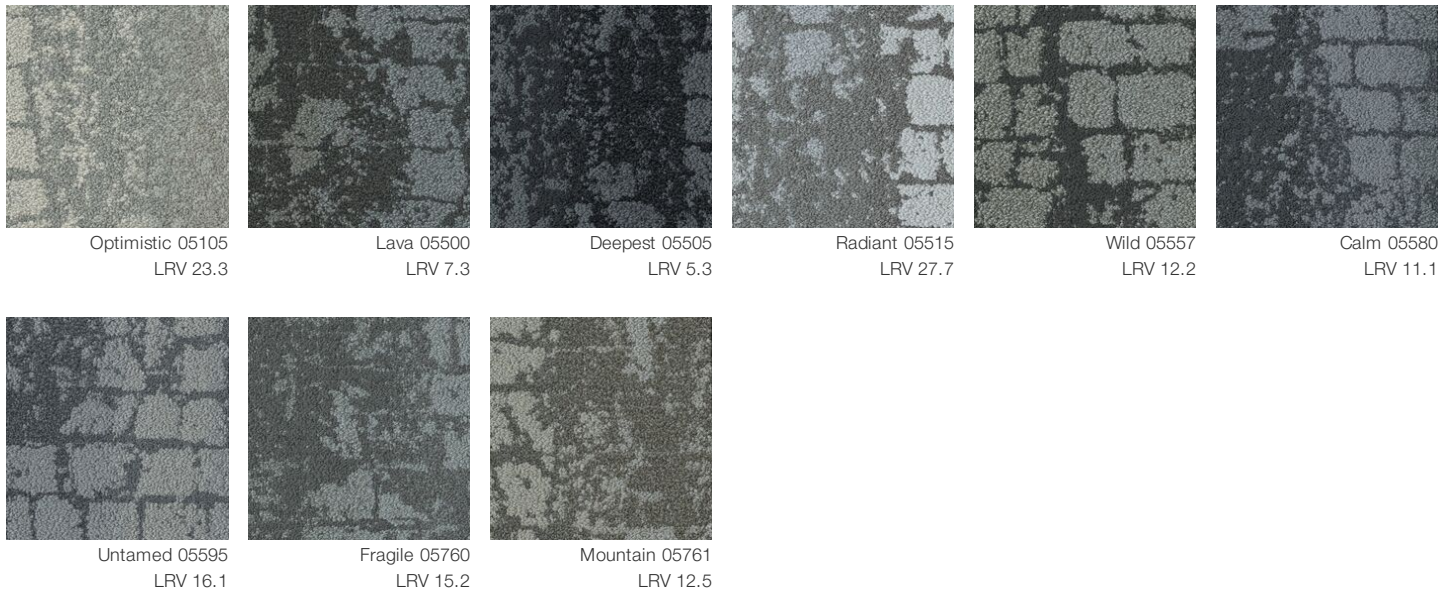 Optimistic 05105
LRV 23.3
Lava 05500
LRV 7.3
Deepest 05505
LRV 5.3
Radiant 05515
LRV 27.7
Wild 05557
LRV 12.2
Calm 05580
LRV 11.1
Untamed 05595
LRV 16.1
Fragile 05760
LRV 15.2
Mountain 05761
LRV 12.5